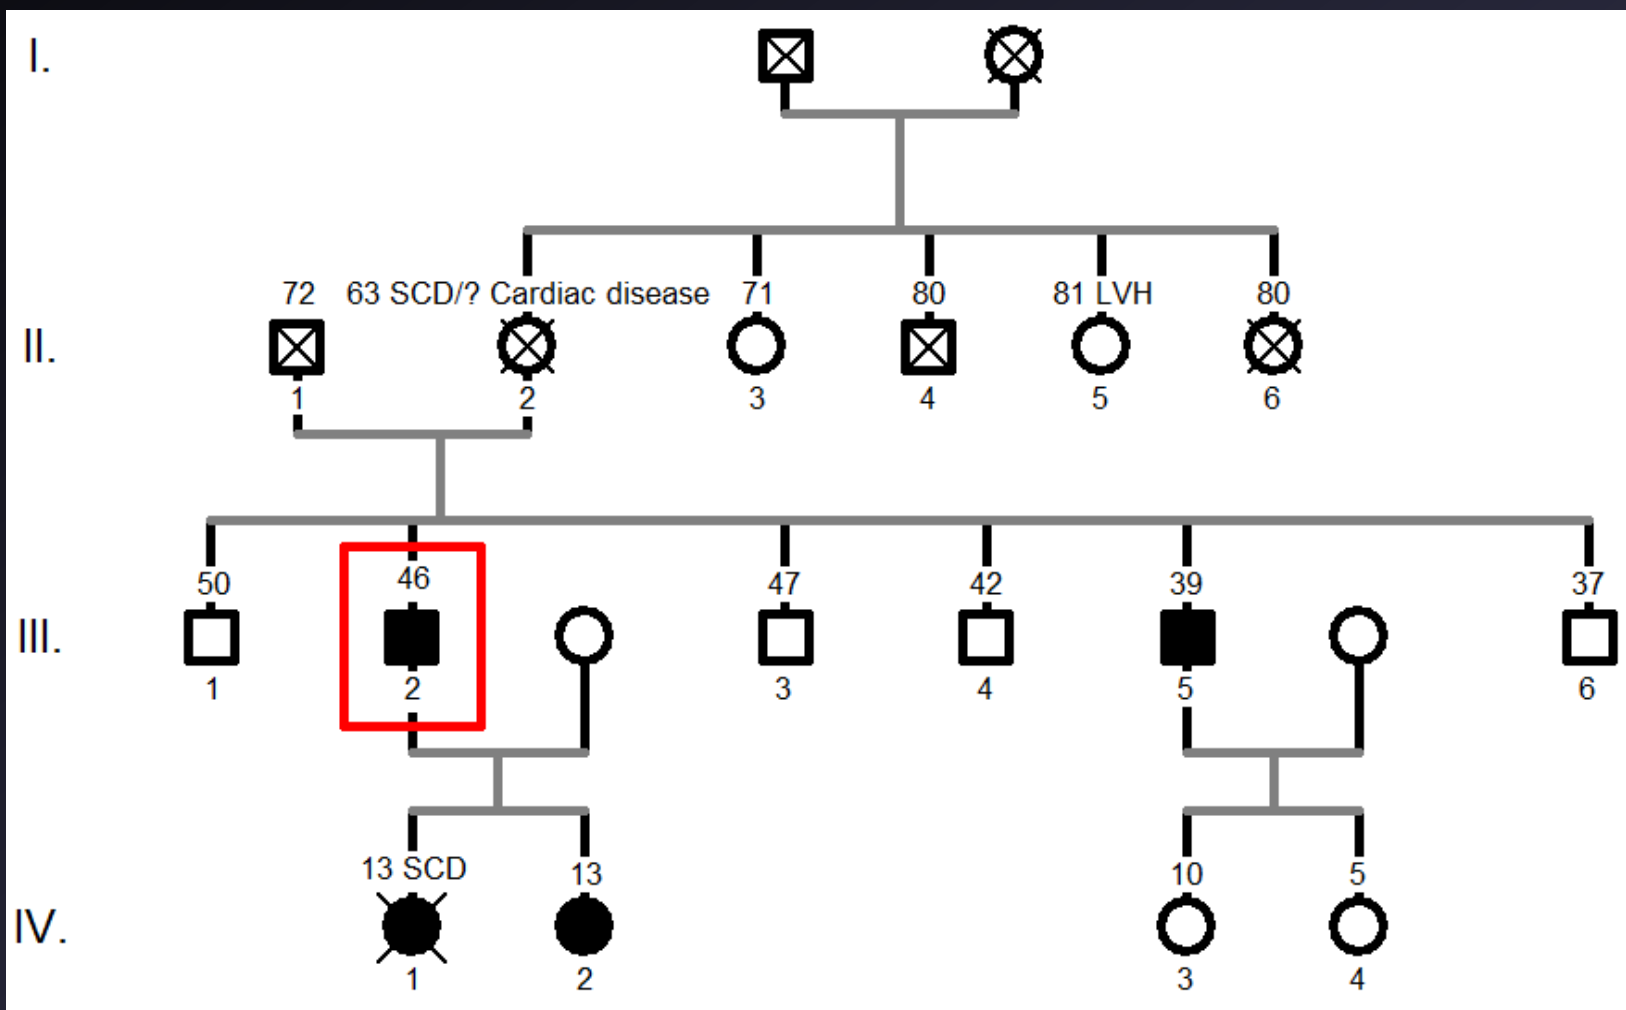 I.
72 63 SCD/? Cardiac disease 71 80 81 LVH 80
II.
1 2 3 4 5 6
50 46 47 42 39 37
III.
1 2 3 4 5 6
13 SCD 13 10 5
IV.
1 2 3 4